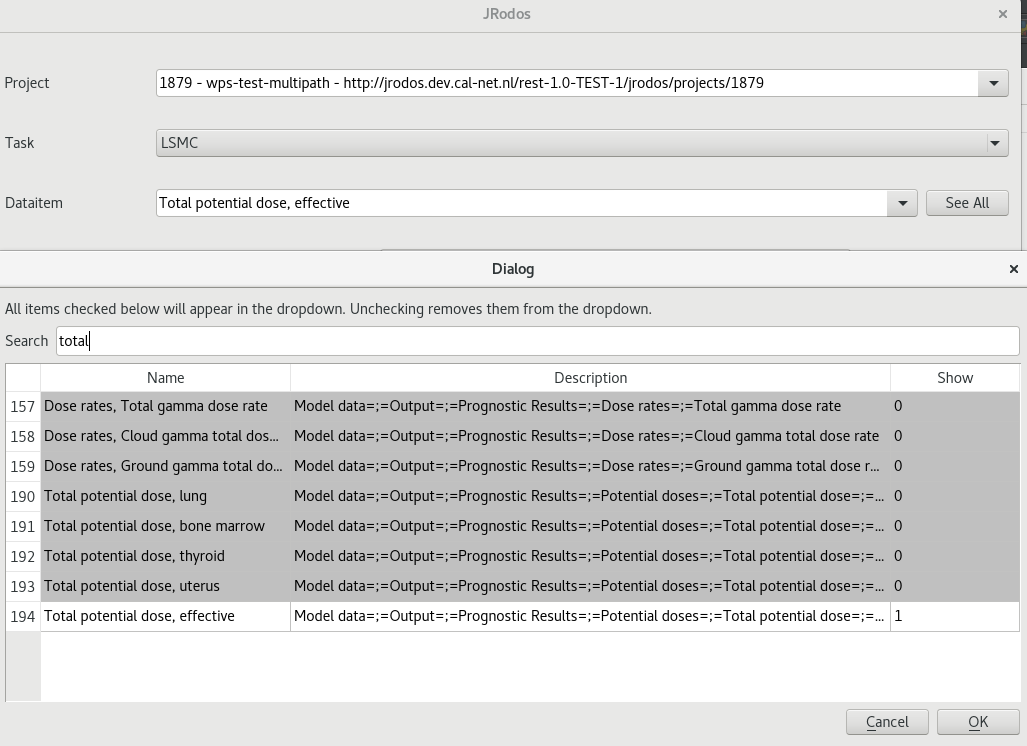 JRodos
Project 1879 - wps-test-multipath - http://jrodos.dev.cal-net.nl/rest-1.0-TEST-1/jrodos/projects/1879
Task LSMC
Dataitem Total potential dose, effective See All
Dialog
All items checked below will appear in the dropdown. Unchecking removes them from the dropdown.
Search total
Name Description Show
157 Dose rates, Total gamma dose rate Model data=;=Output=;=Prognostic Results=;=Dose rates=;=Total gamma dose rate 0
158 Dose rates, Cloud gamma total dos... Model data=;=Output=;=Prognostic Results=;=Dose rates=;=Cloud gamma total dose rate 0
159 Dose rates, Ground gamma total do... Model data=;=Output=;=Prognostic Results=;=Dose rates=;=Ground gamma total dose r... 0
190 Total potential dose, lung Model data=;=Output=;=Prognostic Results=;=Potential doses=;=Total potential dose=;=... 0
191 Total potential dose, bone marrow Model data=;=Output=;=Prognostic Results=;=Potential doses=;=Total potential dose=;=... 0
192 Total potential dose, thyroid Model data=;=Output=;=Prognostic Results=;=Potential doses=;=Total potential dose=;=... 0
193 Total potential dose, uterus Model data=;=Output=;=Prognostic Results=;=Potential doses=;=Total potential dose=;=... 0
194 Total potential dose, effective Model data=;=Output=;=Prognostic Results=;=Potential doses=;=Total potential dose=;=... 1
Cancel OK